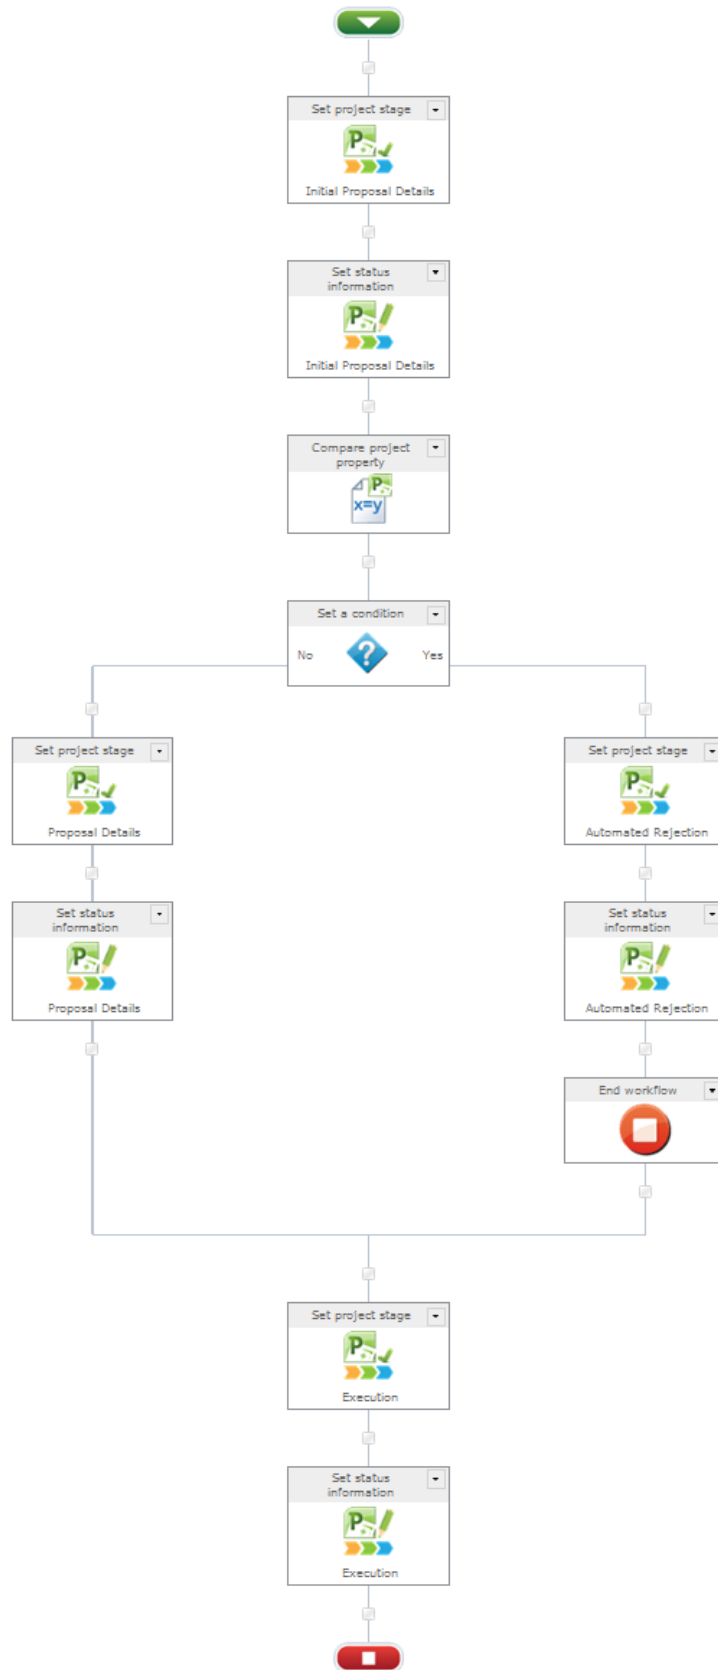 Set project stage
P
Initial Proposal Details
Set status
information
P
Initial Proposal Details
Compare project
property
P
x=y
Set a condition
No
?
Yes
Set project stage
P
Proposal Details
Set project stage
P
Automated Rejection
Set status
information
P
Proposal Details
Set status
information
P
Automated Rejection
End workflow
Set project stage
P
Execution
Set status
information
P
Execution